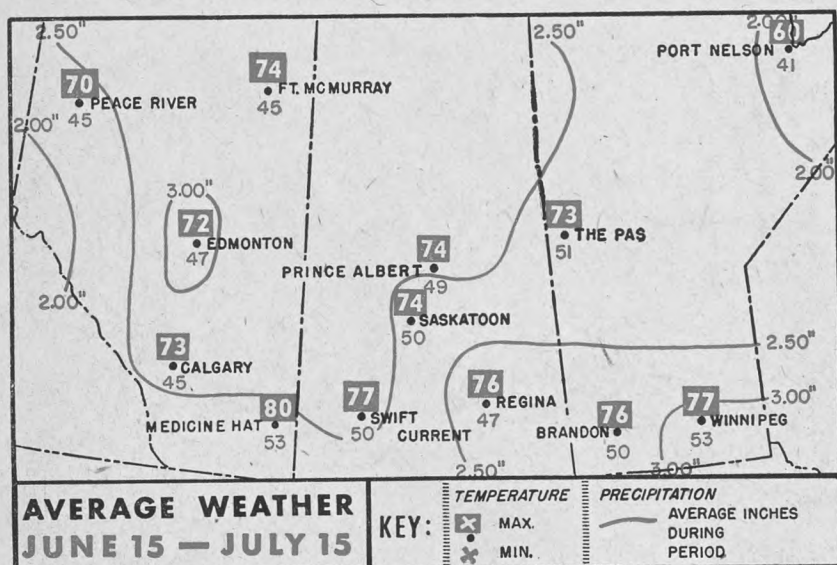 2.50"
2.50"
2.00"
60
PORT NELSON
41
74
FT. MCMURRAY
45
70
PEACE RIVER
45
2.00"
2.00"
3.00"
72
EDMONTON
47
73
THE PAS
51
74
PRINCE ALBERT
49
2.00"
74
SASKATOON
50
2.50"
73
CALGARY
45
77
SWIFT
CURRENT
50
76
REGINA
47
3.00"
80
MEDICINE HAT
53
76
BRANDON
50
77
WINNIPEG
53
2.50"
3.00"
AVERAGE WEATHER
JUNE 15 — JULY 15
KEY:
TEMPERATURE
X MAX.
X MIN.
PRECIPITATION
AVERAGE INCHES
DURING
PERIOD